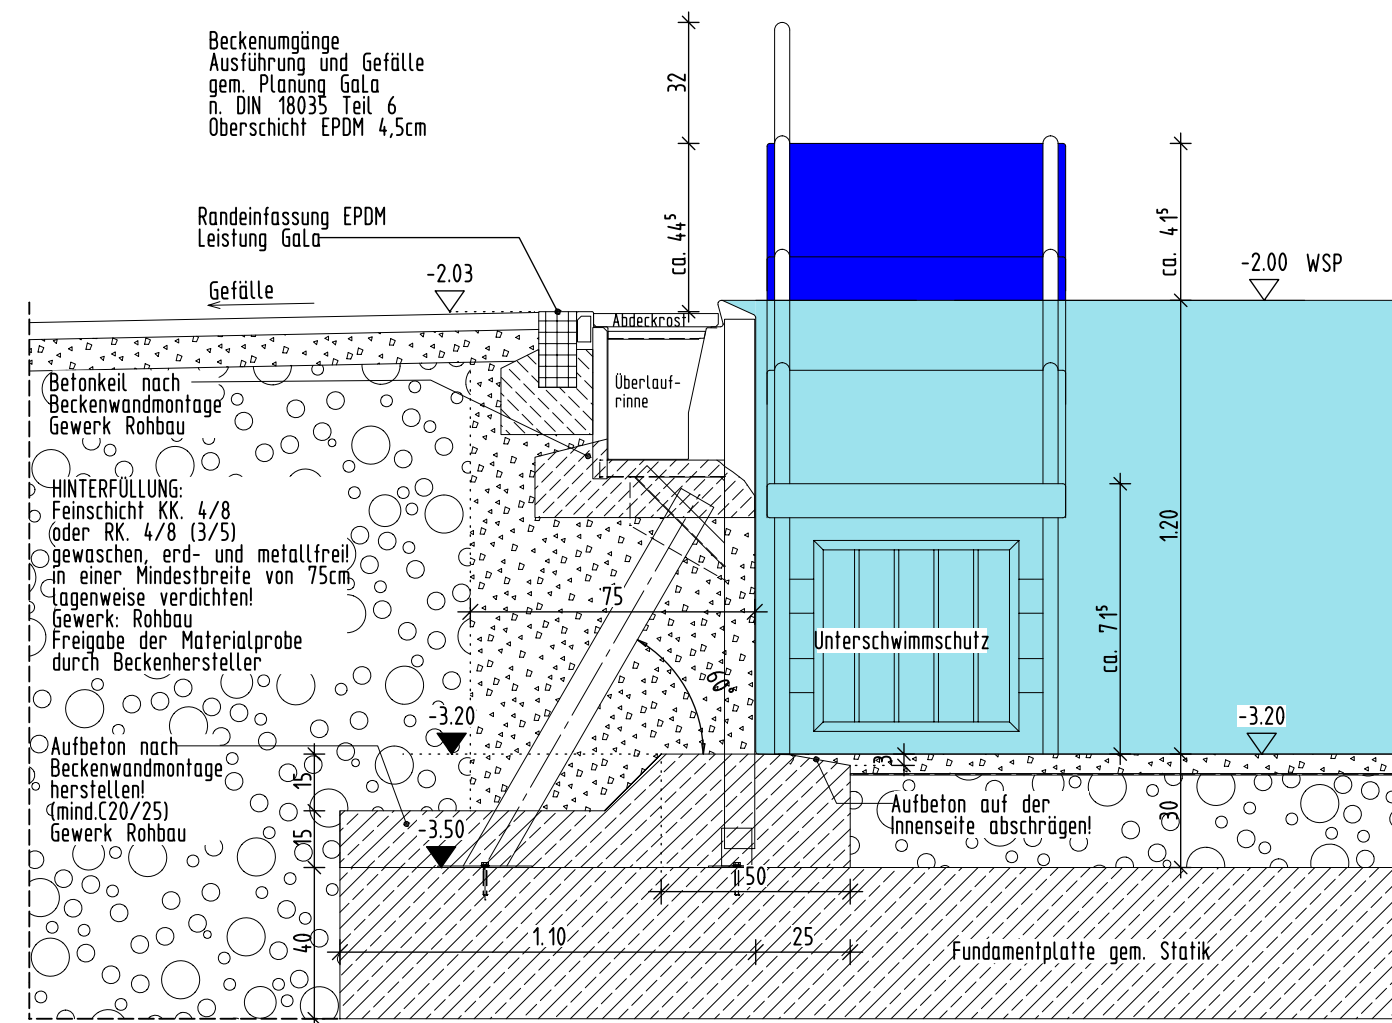 Beckenumgänge
Ausführung und Gefälle
gem. Planung GaLa
n. DIN 18035 Teil 6
Oberschicht EPDM 4,5cm
32
Randeinfassung EPDM
Leistung GaLa
ca. 44⁵
ca. 41⁵
-2.03
-2.00 WSP
Gefälle
Abdeckrost
Überlauf-
rinne
Betonkeil nach
Beckenwandmontage
Gewerk Rohbau
HINTERFÜLLUNG:
Feinschicht KK. 4/8
oder RK. 4/8 (3/5)
gewaschen, erd- und metallfrei!
in einer Mindestbreite von 75cm
lagenweise verdichten!
Gewerk: Rohbau
Freigabe der Materialprobe
durch Beckenhersteller
75
60°
Unterschwimmschutz
ca. 71⁵
1.20
-3.20
-3.20
Aufbeton nach
Beckenwandmontage
herstellen!
(mind.C20/25)
Gewerk Rohbau
15
15
-3.50
3
Aufbeton auf der
Innenseite abschrägen!
30
50
1.10
25
40
Fundamentplatte gem. Statik